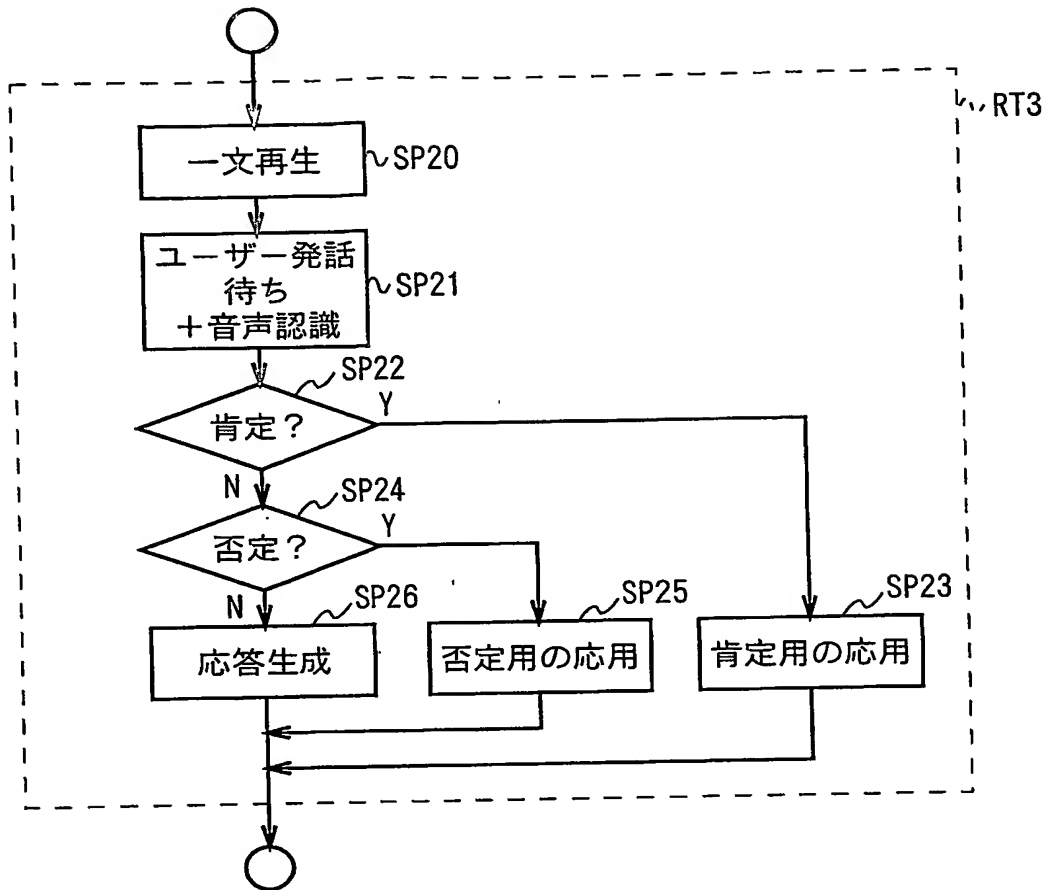 RT3
一文再生
SP20
ユーザー発話
待ち
+音声認識
SP21
SP22
肯定?
Y
N
SP24
否定?
Y
N
SP26
応答生成
SP25
否定用の応用
SP23
肯定用の応用